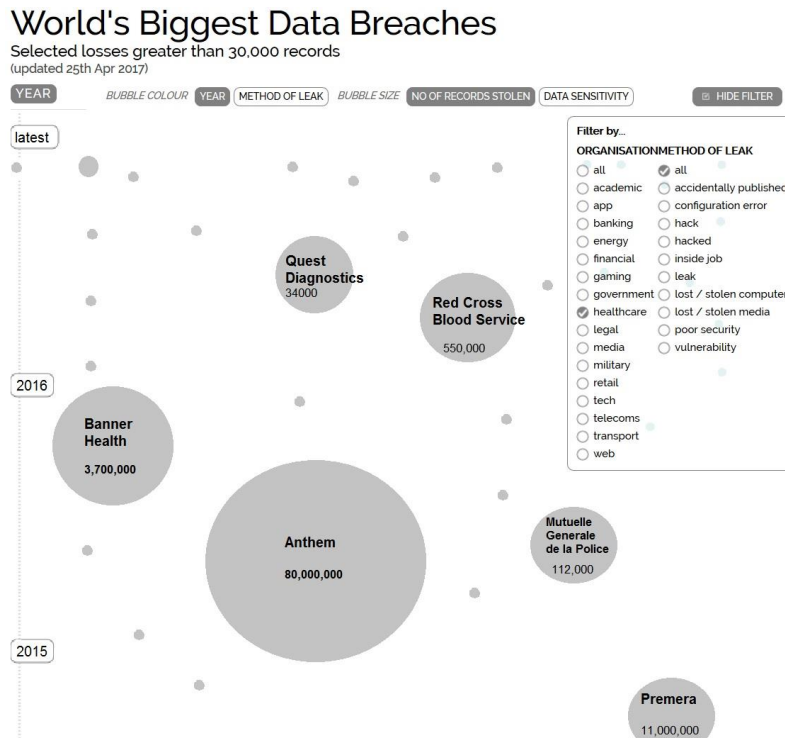 World's Biggest Data Breaches
Selected losses greater than 30,000 records
(updated 25th Apr 2017)
YEAR
BUBBLE COLOUR YEAR METHOD OF LEAK BUBBLE SIZE NO OF RECORDS STOLEN DATA SENSITIVITY HIDE FILTER
latest
Filter by...
ORGANISATION METHOD OF LEAK
all all
academic accidentally published
app configuration error
banking hack
energy hacked
financial inside job
gaming leak
government lost / stolen computer
healthcare lost / stolen media
legal poor security
media vulnerability
military
retail
tech
telecoms
transport
web
Quest
Diagnostics
34000
Red Cross
Blood Service
550,000
2016
Banner
Health
3,700,000
Anthem
80,000,000
Mutuelle
Generale
de la Police
112,000
2015
Premera
11,000,000